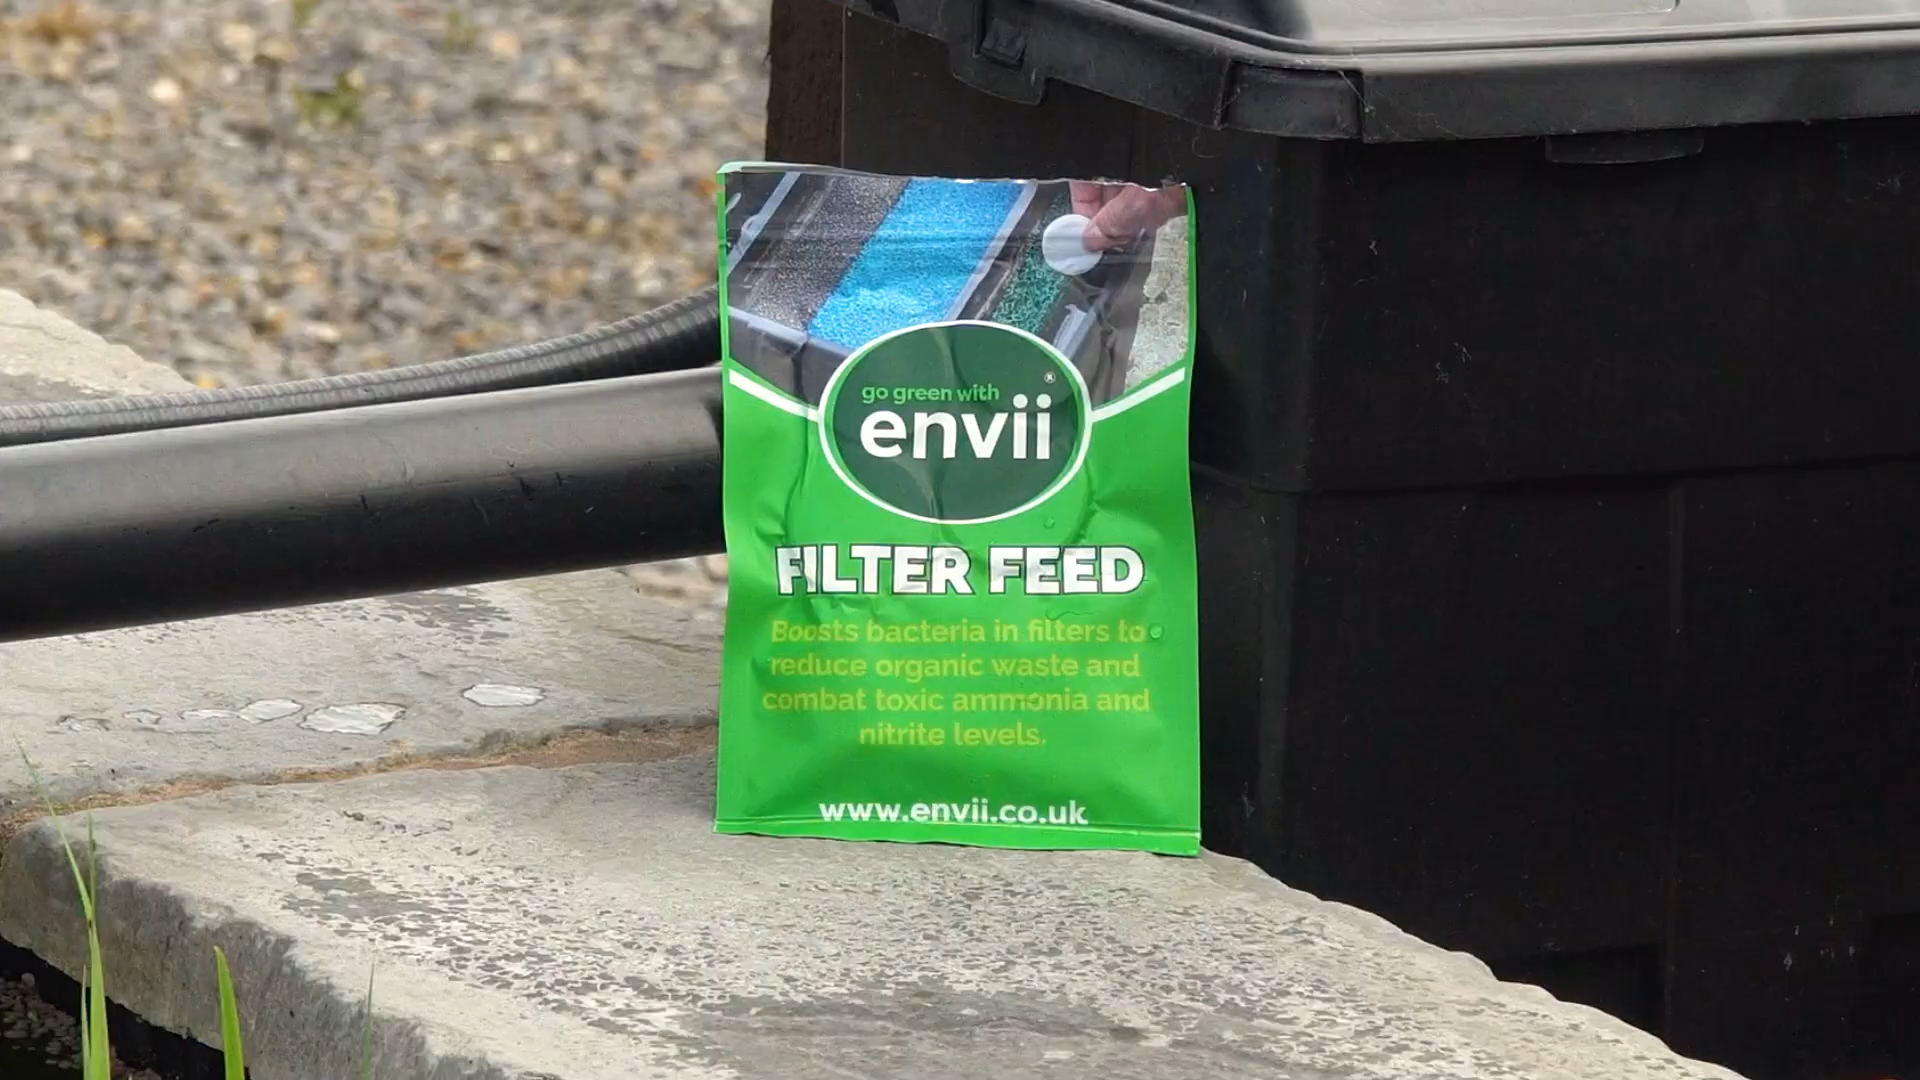 go green with
envii®
FILTER FEED
Boosts bacteria in filters to
reduce organic waste and
combat toxic ammonia and
nitrite levels.
www.envii.co.uk